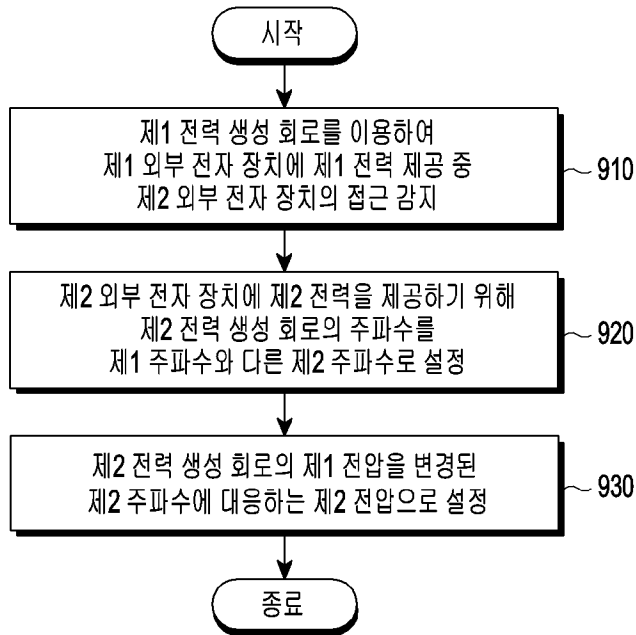 시작
제1 전력 생성 회로를 이용하여
제1 외부 전자 장치에 제1 전력 제공 중
제2 외부 전자 장치의 접근 감지
910
제2 외부 전자 장치에 제2 전력을 제공하기 위해
제2 전력 생성 회로의 주파수를
제1 주파수와 다른 제2 주파수로 설정
920
제2 전력 생성 회로의 제1 전압을 변경된
제2 주파수에 대응하는 제2 전압으로 설정
930
종료